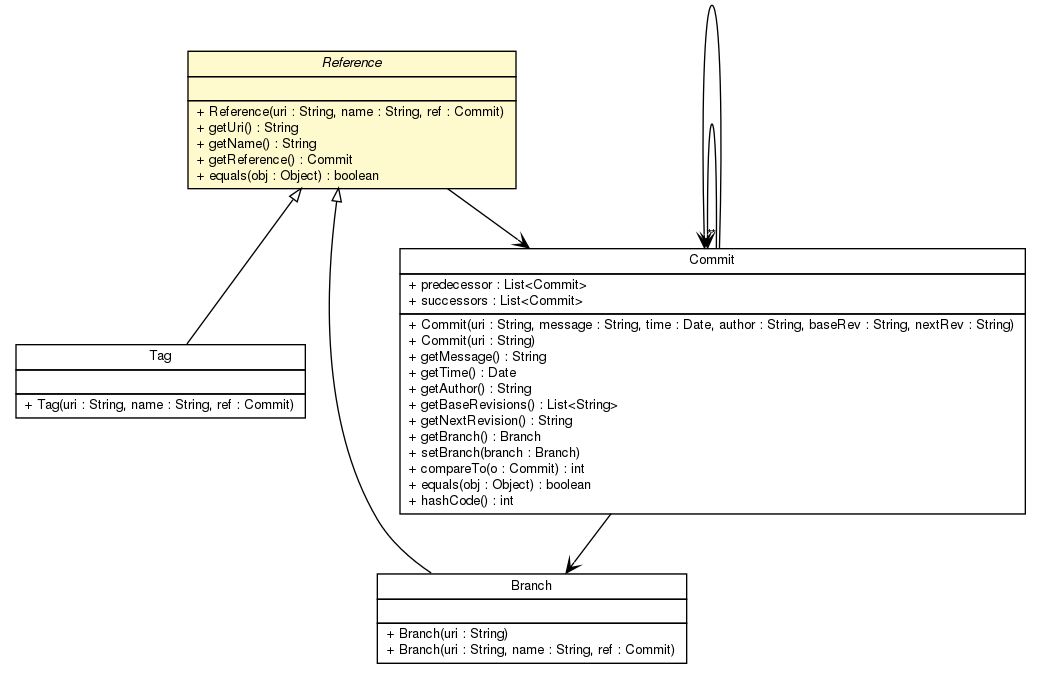 Reference
+ Reference(uri : String, name : String, ref : Commit)
+ getUri() : String
+ getName() : String
+ getReference() : Commit
+ equals(obj : Object) : boolean
Commit
+ predecessor : List<Commit>
+ successors : List<Commit>
+ Commit(uri : String, message : String, time : Date, author : String, baseRev : String, nextRev : String)
+ Commit(uri : String)
+ getMessage() : String
+ getTime() : Date
+ getAuthor() : String
+ getBaseRevisions() : List<String>
+ getNextRevision() : String
+ getBranch() : Branch
+ setBranch(branch : Branch)
+ compareTo(o : Commit) : int
+ equals(obj : Object) : boolean
+ hashCode() : int
Tag
+ Tag(uri : String, name : String, ref : Commit)
Branch
+ Branch(uri : String)
+ Branch(uri : String, name : String, ref : Commit)